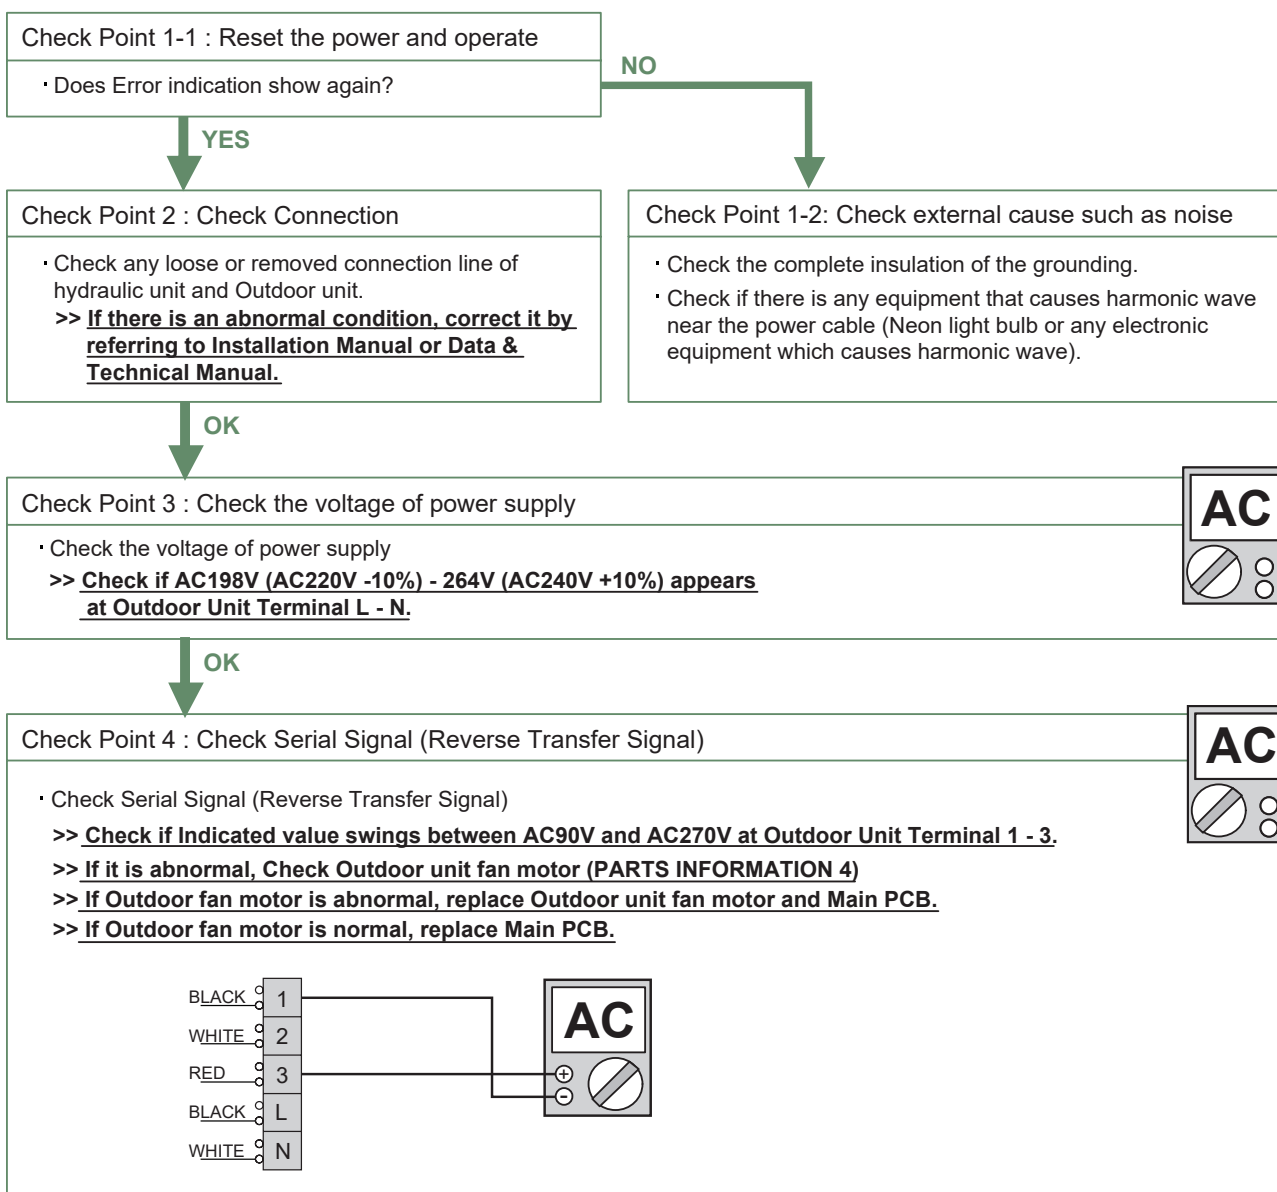 Check Point 1-1 : Reset the power and operate
· Does Error indication show again?
NO
YES
Check Point 2 : Check Connection
· Check any loose or removed connection line of
hydraulic unit and Outdoor unit.
>> If there is an abnormal condition, correct it by
referring to Installation Manual or Data &
Technical Manual.
Check Point 1-2: Check external cause such as noise
· Check the complete insulation of the grounding.
· Check if there is any equipment that causes harmonic wave
near the power cable (Neon light bulb or any electronic
equipment which causes harmonic wave).
OK
Check Point 3 : Check the voltage of power supply
AC
· Check the voltage of power supply
>> Check if AC198V (AC220V -10%) - 264V (AC240V +10%) appears
at Outdoor Unit Terminal L - N.
OK
Check Point 4 : Check Serial Signal (Reverse Transfer Signal)
AC
· Check Serial Signal (Reverse Transfer Signal)
>> Check if Indicated value swings between AC90V and AC270V at Outdoor Unit Terminal 1 - 3.
>> If it is abnormal, Check Outdoor unit fan motor (PARTS INFORMATION 4)
>> If Outdoor fan motor is abnormal, replace Outdoor unit fan motor and Main PCB.
>> If Outdoor fan motor is normal, replace Main PCB.
BLACK 1
WHITE 2
RED 3
BLACK L
WHITE N
AC
+
-